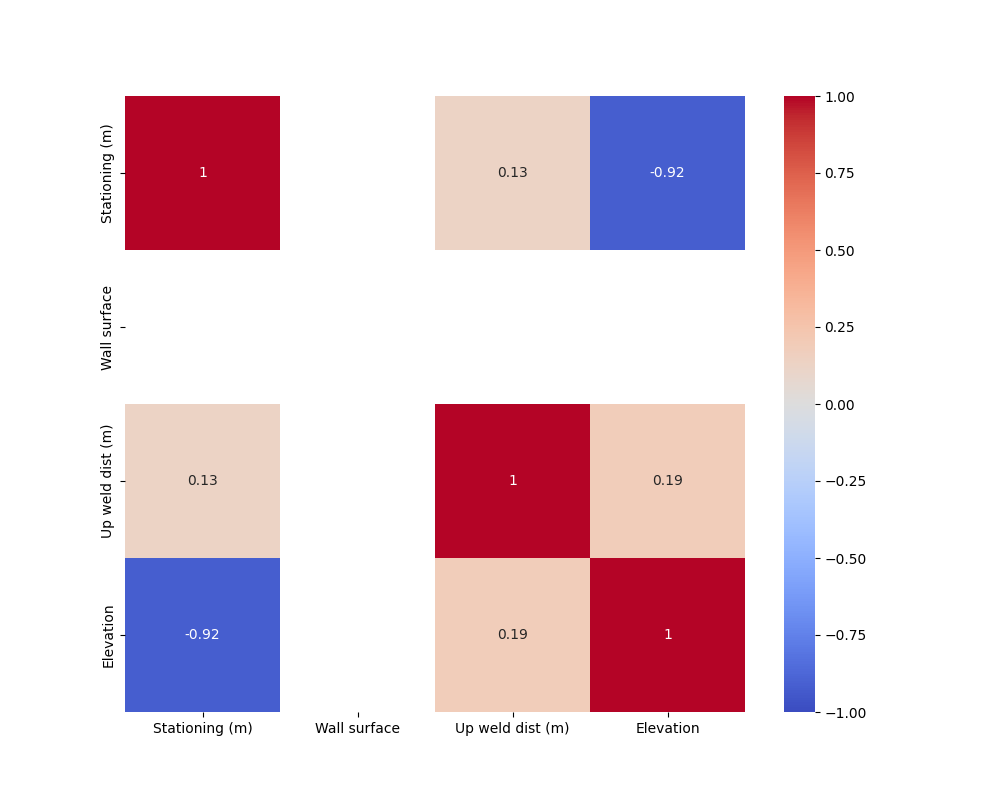 Stationing (m)
1
0.13
-0.92
Wall surface
Up weld dist (m)
0.13
1
0.19
Elevation
-0.92
0.19
1
Stationing (m)
Wall surface
Up weld dist (m)
Elevation
1.00
0.75
0.50
0.25
0.00
−0.25
−0.50
−0.75
−1.00